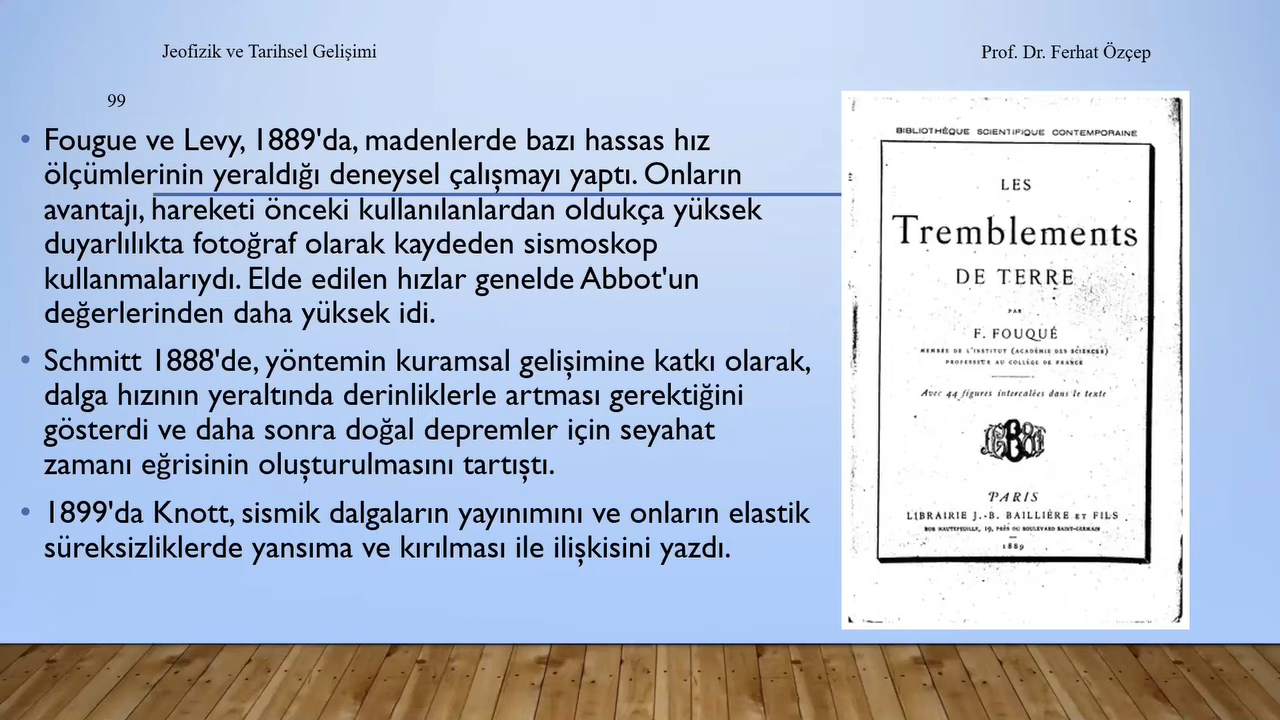 Jeofizik ve Tarihsel Gelişimi
Prof. Dr. Ferhat Özçep
99
• Fougue ve Levy, 1889'da, madenlerde bazı hassas hız
ölçümlerinin yeraldığı deneysel çalışmayı yaptı. Onların
avantajı, hareketi önceki kullanılanlardan oldukça yüksek
duyarlılıkta fotoğraf olarak kaydeden sismoskop
kullanmalarıydı. Elde edilen hızlar genelde Abbot'un
değerlerinden daha yüksek idi.
• Schmitt 1888'de, yöntemin kuramsal gelişimine katkı olarak,
dalga hızının yeraltında derinliklerle artması gerektiğini
gösterdi ve daha sonra doğal depremler için seyahat
zamanı eğrisinin oluşturulmasını tartıştı.
• 1899'da Knott, sismik dalgaların yayınımını ve onların elastik
süreksizliklerde yansıma ve kırılması ile ilişkisini yazdı.
BIBLIOTHÈQUE SCIENTIFIQUE CONTEMPORAINE
LES
Tremblements
DE TERRE
PAR
F. FOUQUÉ
MEMBRE DE L'INSTITUT (ACADÉMIE DES SCIENCES)
PROFESSEUR AU COLLÈGE DE FRANCE
Avec 44 figures intercalées dans le texte
PARIS
LIBRAIRIE J.-B. BAILLIÈRE ET FILS
RUE HAUTEFEUILLE, 19, PRÈS DU BOULEVARD SAINT-GERMAIN
1889